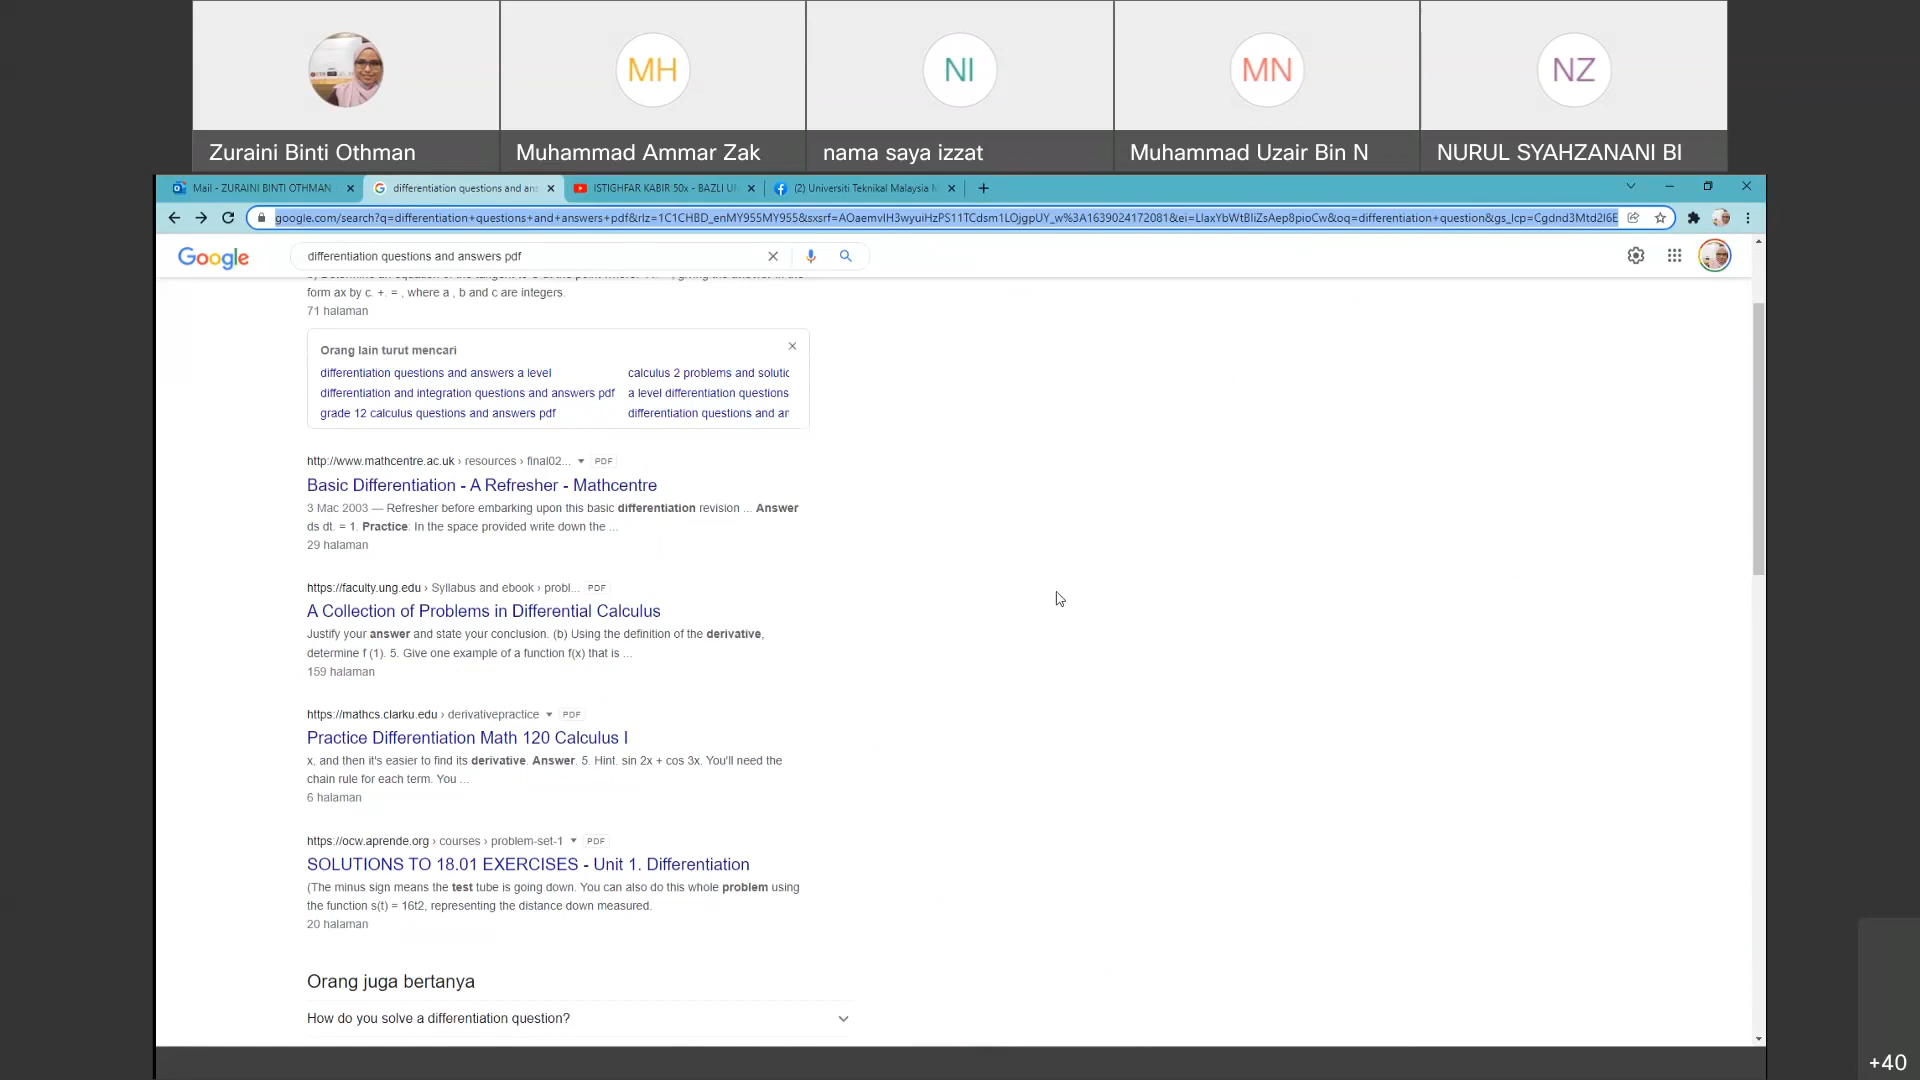 MH
NI
MN
NZ
Zuraini Binti Othman
Muhammad Ammar Zak
nama saya izzat
Muhammad Uzair Bin N
NURUL SYAHZANANI BI
Mail - ZURAINI BINTI OTHMAN
differentiation questions and ans
ISTIGHFAR KABIR 50x - BAZLI UN
(2) Universiti Teknikal Malaysia M
google.com/search?q=differentiation+questions+and+answers+pdf&rlz=1C1CHBD_enMY955MY955&sxsrf=
Google
differentiation questions and answers pdf
form ax by c. +. = , where a , b and c are integers.
71 halaman
Orang lain turut mencari
differentiation questions and answers a level
calculus 2 problems and solutic
differentiation and integration questions and answers pdf
a level differentiation questions
grade 12 calculus questions and answers pdf
differentiation questions and ar
http://www.mathcentre.ac.uk › resources › final02... PDF
Basic Differentiation - A Refresher - Mathcentre
3 Mac 2003 — Refresher before embarking upon this basic differentiation revision ... Answer
ds dt. = 1. Practice: In the space provided write down the ...
29 halaman
https://faculty.ung.edu › Syllabus and ebook › probl... PDF
A Collection of Problems in Differential Calculus
Justify your answer and state your conclusion. (b) Using the definition of the derivative,
determine f (1). 5. Give one example of a function f(x) that is ...
159 halaman
https://mathcs.clarku.edu › derivativepractice PDF
Practice Differentiation Math 120 Calculus I
x, and then it's easier to find its derivative. Answer. 5. Hint. sin 2x + cos 3x. You'll need the
chain rule for each term. You ...
6 halaman
https://ocw.aprende.org › courses › problem-set-1 PDF
SOLUTIONS TO 18.01 EXERCISES - Unit 1. Differentiation
(The minus sign means the test tube is going down. You can also do this whole problem using
the function s(t) = 16t2, representing the distance down measured.
20 halaman
Orang juga bertanya
How do you solve a differentiation question?
+40